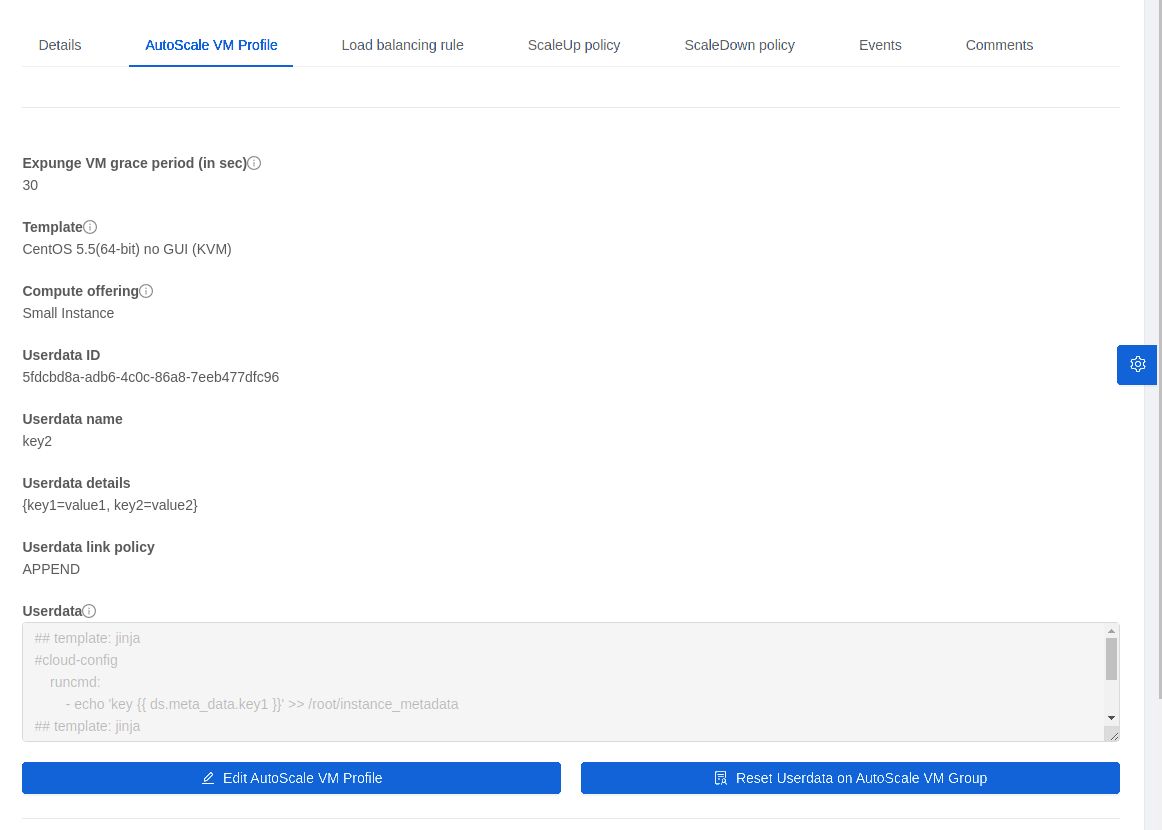 Details AutoScale VM Profile Load balancing rule ScaleUp policy ScaleDown policy Events Comments
Expunge VM grace period (in sec)
30
Template
CentOS 5.5(64-bit) no GUI (KVM)
Compute offering
Small Instance
Userdata ID
5fdcbd8a-adb6-4c0c-86a8-7eeb477dfc96
Userdata name
key2
Userdata details
{key1=value1, key2=value2}
Userdata link policy
APPEND
Userdata
## template: jinja
#cloud-config
runcmd:
- echo 'key {{ ds.meta_data.key1 }}' >> /root/instance_metadata
## template: jinja
Edit AutoScale VM Profile Reset Userdata on AutoScale VM Group